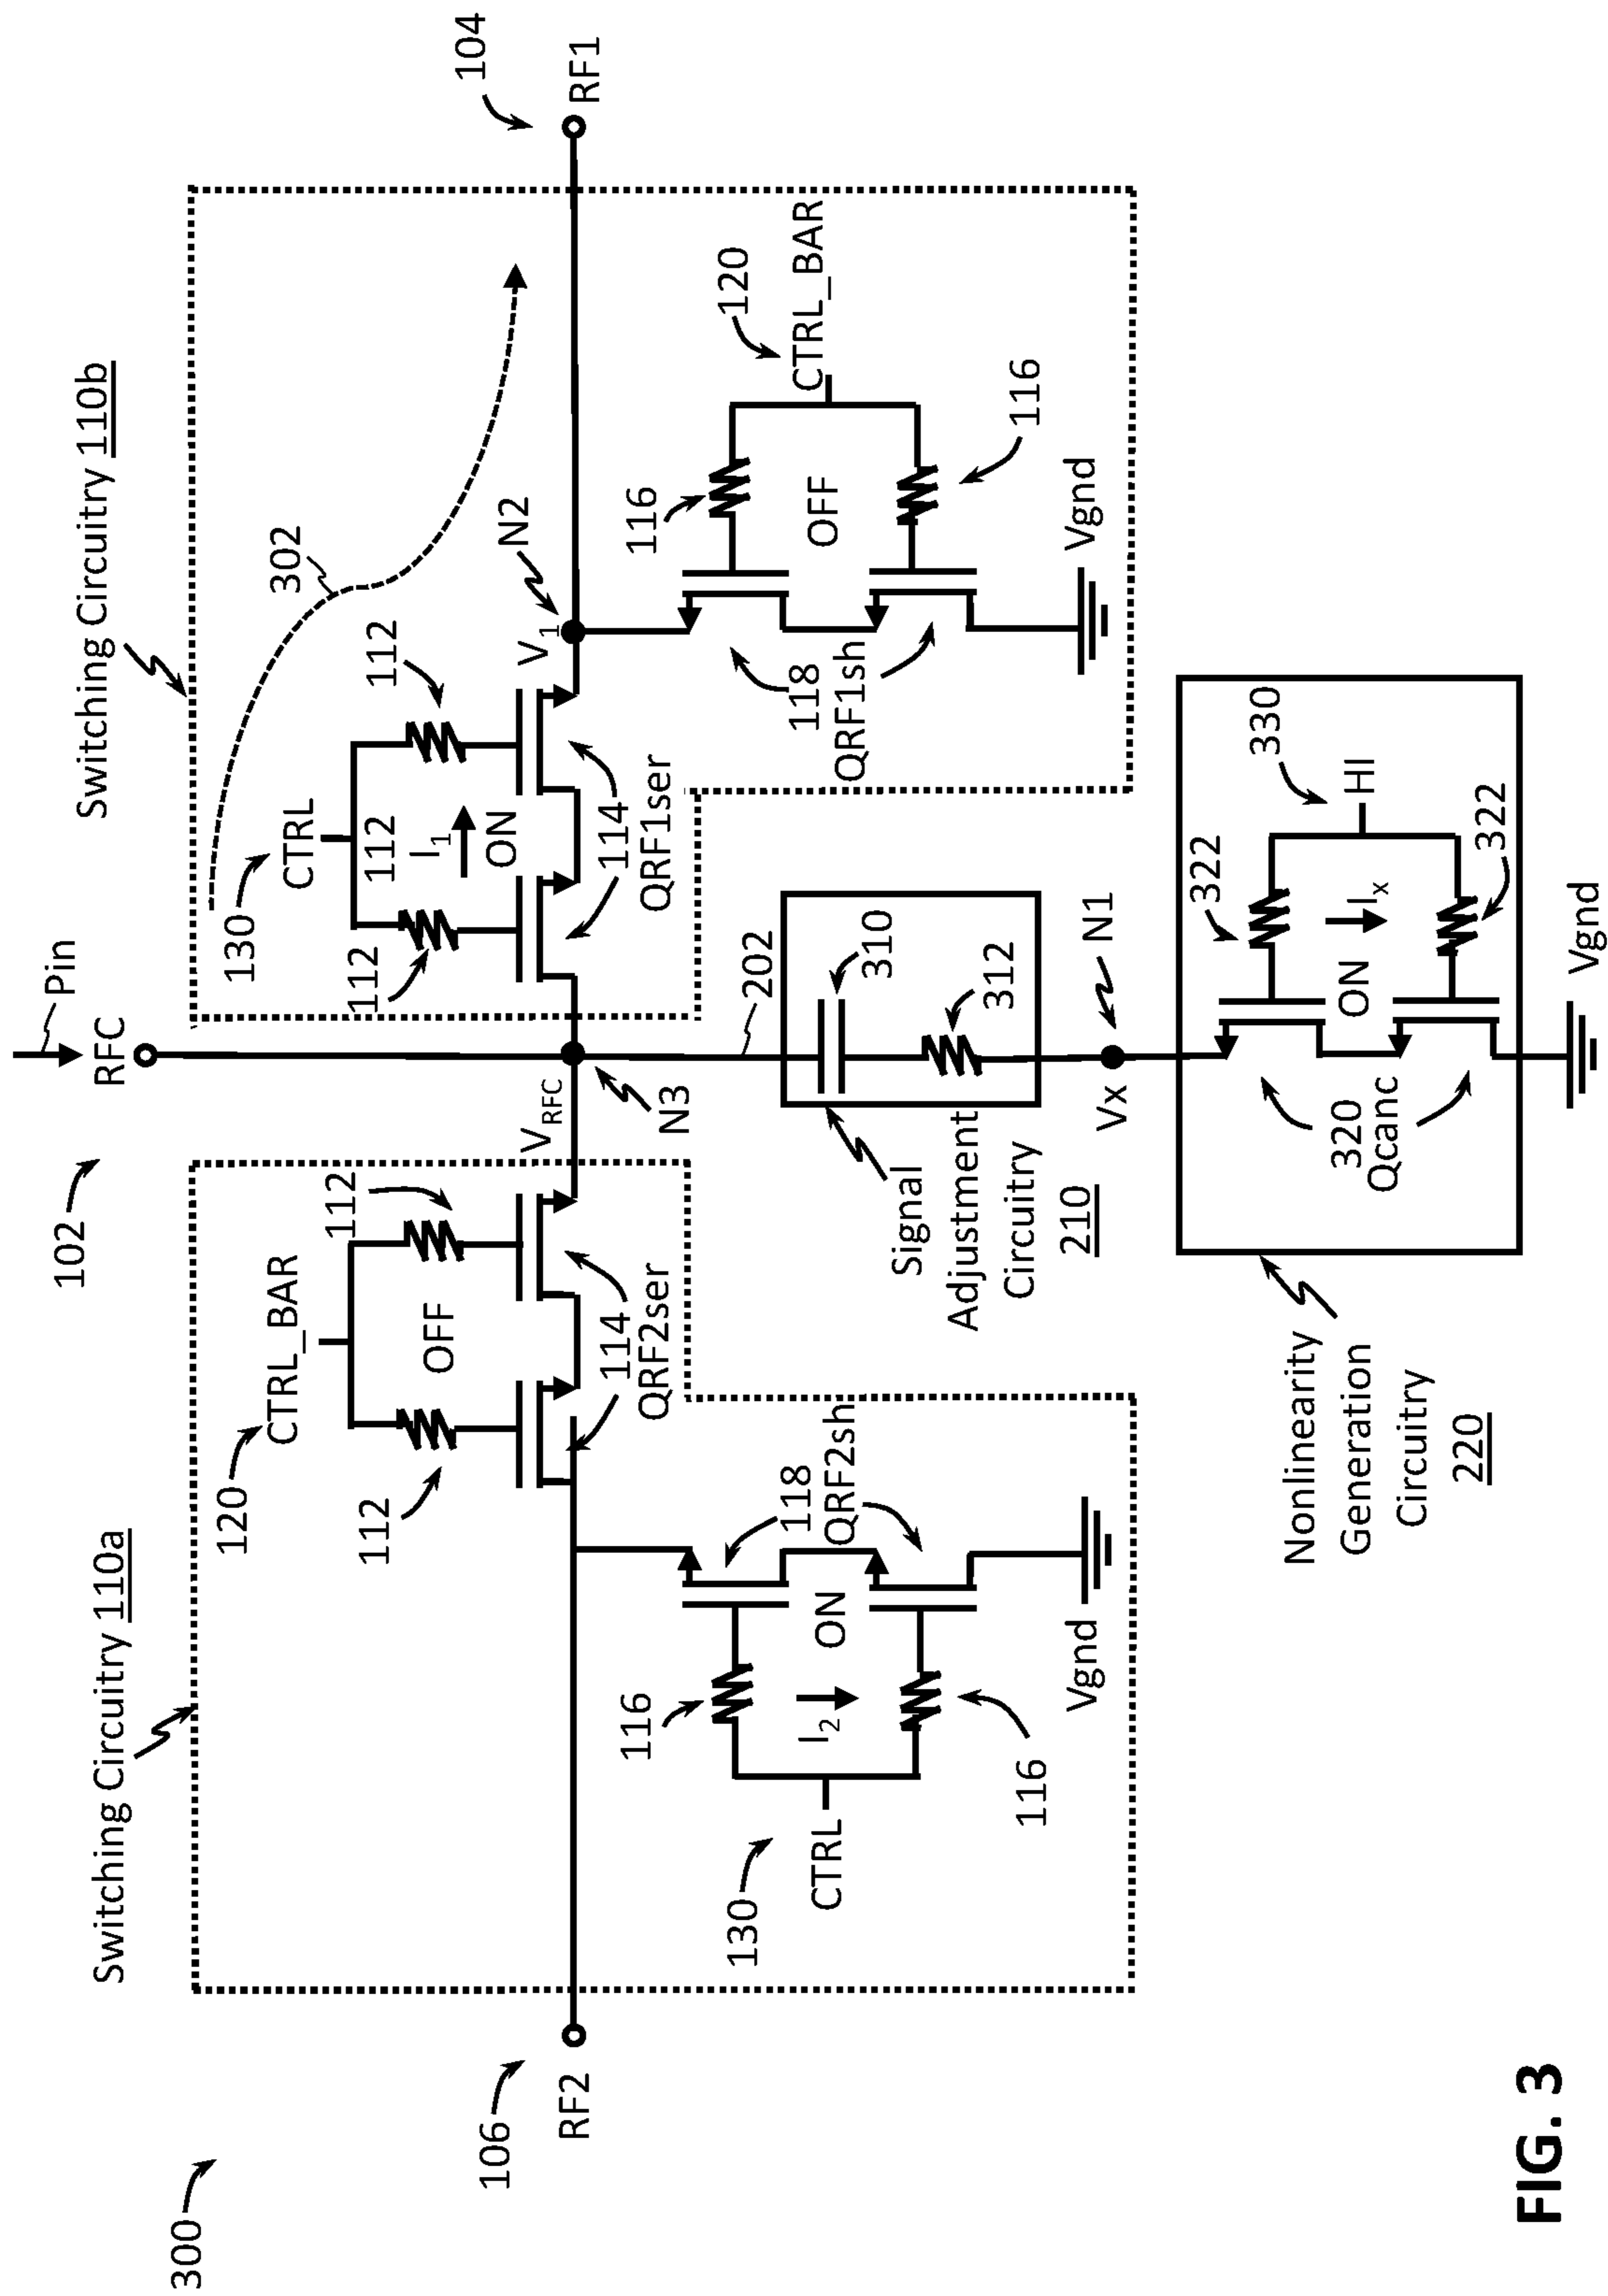 300
102
Pin
RFC
Switching Circuitry 110a
Switching Circuitry 110b
120
CTRL_BAR
112
112
OFF
114
QRF2ser
VRFC
N3
130
CTRL
112
112
112
I1
ON
114
QRF1ser
302
V1
N2
104
RF1
106
RF2
130
CTRL
116
116
I2
ON
118
QRF2sh
Vgnd
202
310
312
Signal
Adjustment
Circuitry
210
118
QRF1sh
116
116
OFF
120
CTRL_BAR
Vgnd
Vx
N1
Nonlinearity
Generation
Circuitry
220
320
Qcanc
ON
Ix
322
322
330
HI
Vgnd
FIG. 3